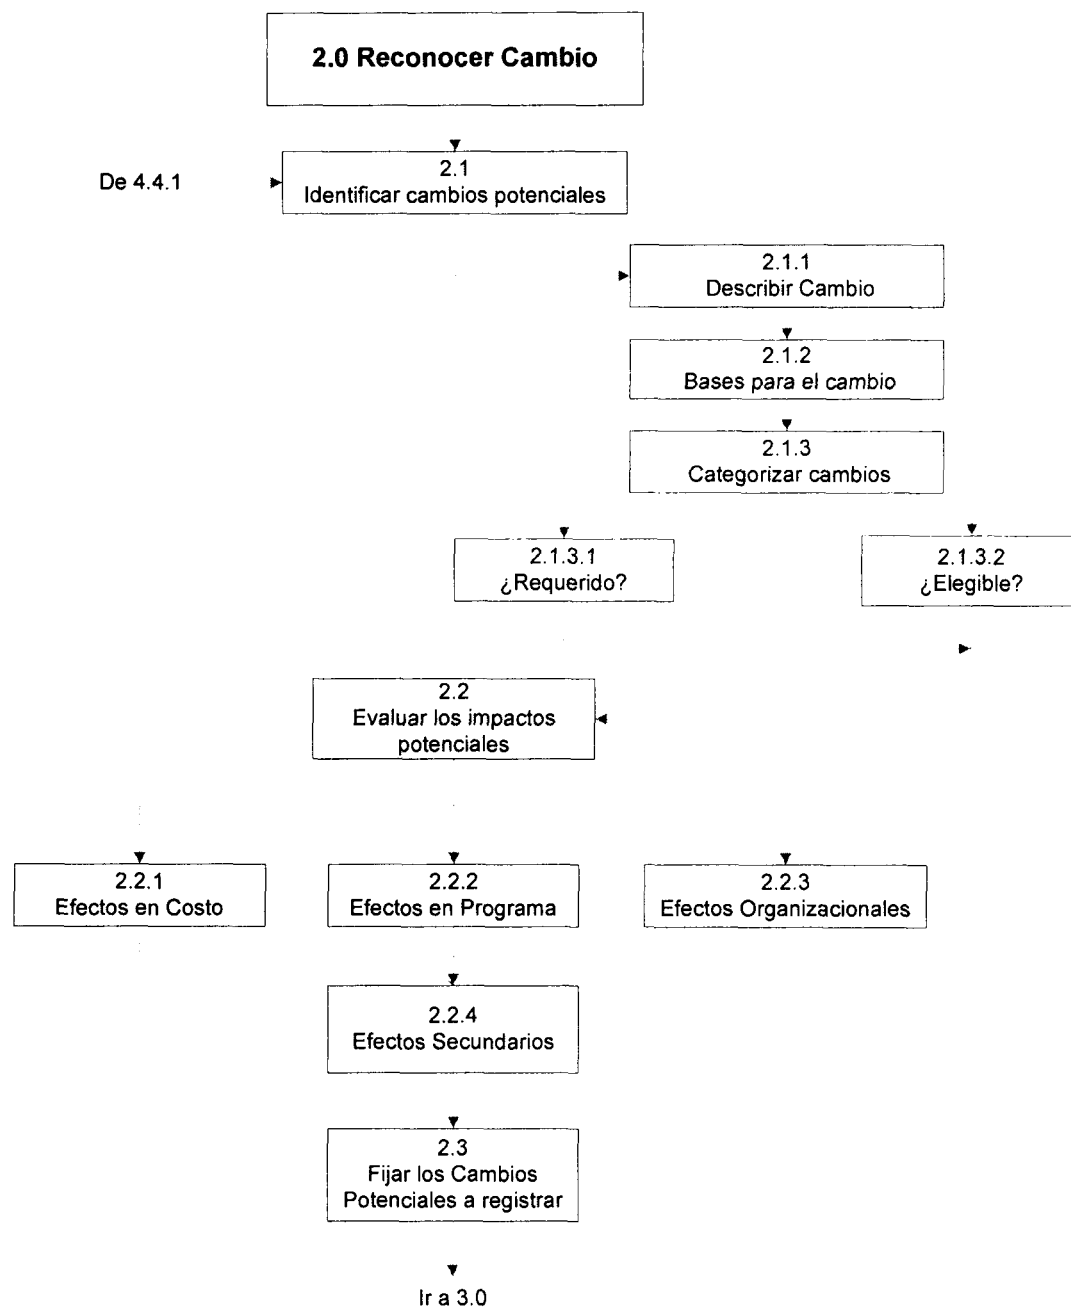 2.0 Reconocer Cambio
De 4.4.1
2.1
Identificar cambios potenciales
2.1.1
Describir Cambio
2.1.2
Bases para el cambio
2.1.3
Categorizar cambios
2.1.3.1
¿Requerido?
2.1.3.2
¿Elegible?
2.2
Evaluar los impactos
potenciales
2.2.1
Efectos en Costo
2.2.2
Efectos en Programa
2.2.3
Efectos Organizacionales
2.2.4
Efectos Secundarios
2.3
Fijar los Cambios
Potenciales a registrar
Ir a 3.0